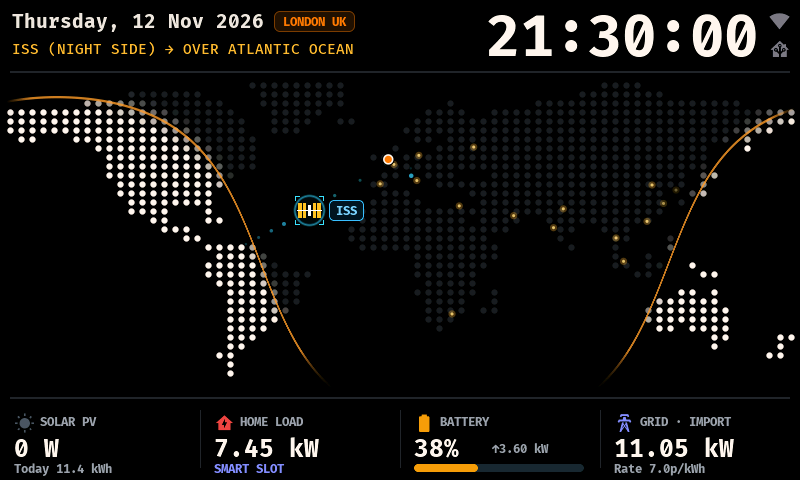 Thursday, 12 Nov 2026 LONDON UK
21:30:00
ISS (NIGHT SIDE) → OVER ATLANTIC OCEAN
ISS
SOLAR PV
0 W
Today 11.4 kWh
HOME LOAD
7.45 kW
SMART SLOT
BATTERY
38% ↑3.60 kW
GRID · IMPORT
11.05 kW
Rate 7.0p/kWh